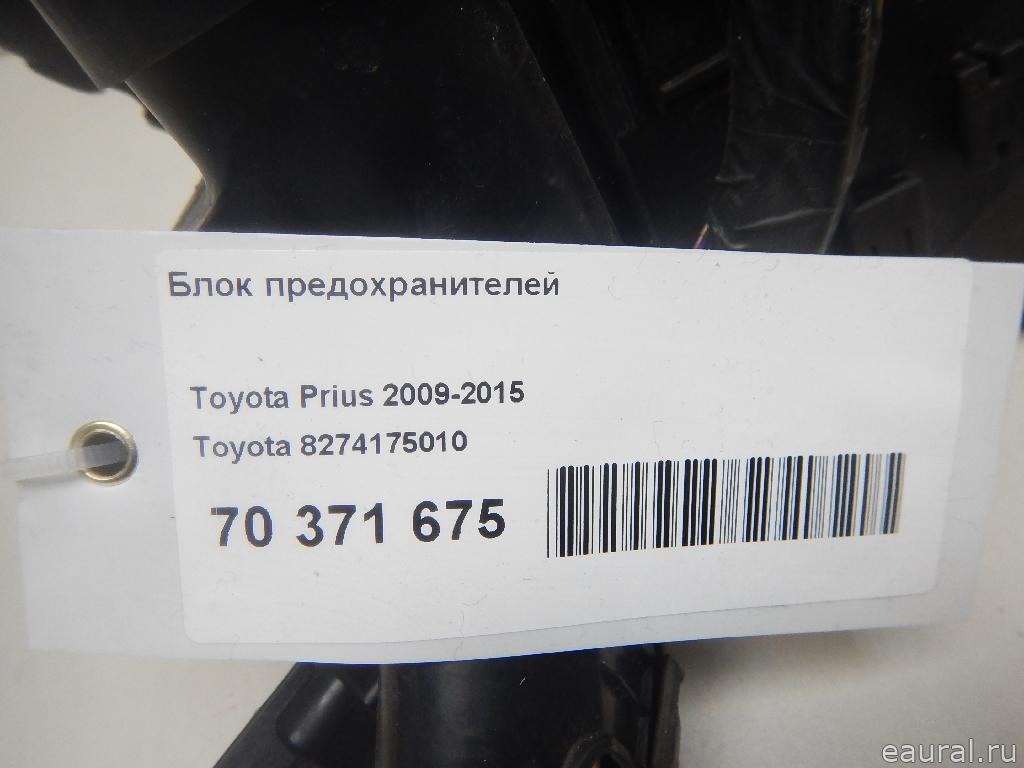 Блок предохранителей
Toyota Prius 2009-2015
Toyota 8274175010
70 371 675
eaural.ru